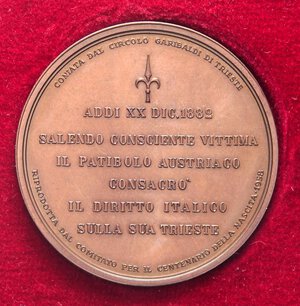 CONIATA DAL CIRCOLO GARIBALDI DI TRIESTE
ADDI XX DIC. 1882
SALENDO CONSCIENTE VITTIMA
IL PATIBOLO AUSTRIACO
CONSACRO'
IL DIRITTO ITALICO
SULLA SUA TRIESTE
RIPRODOTTA DAL COMITATO PER IL CENTENARIO DELLA NASCITA-1958